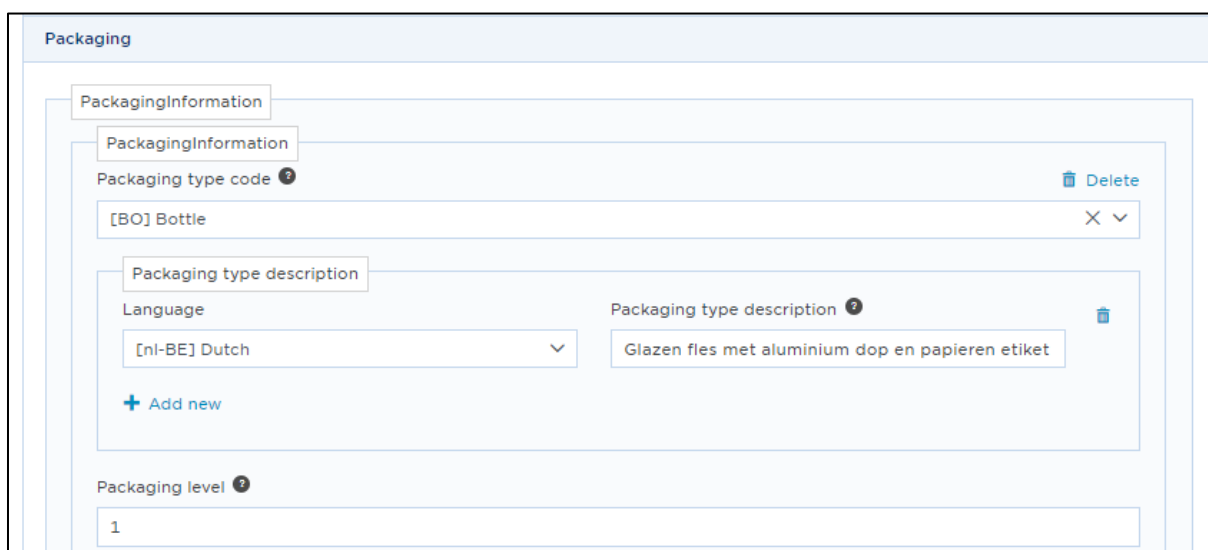 Packaging
PackagingInformation
PackagingInformation
Packaging type code ?
Delete
[BO] Bottle
Packaging type description
Language
Packaging type description ?
[nl-BE] Dutch
Glazen fles met aluminium dop en papieren etiket
+ Add new
Packaging level ?
1